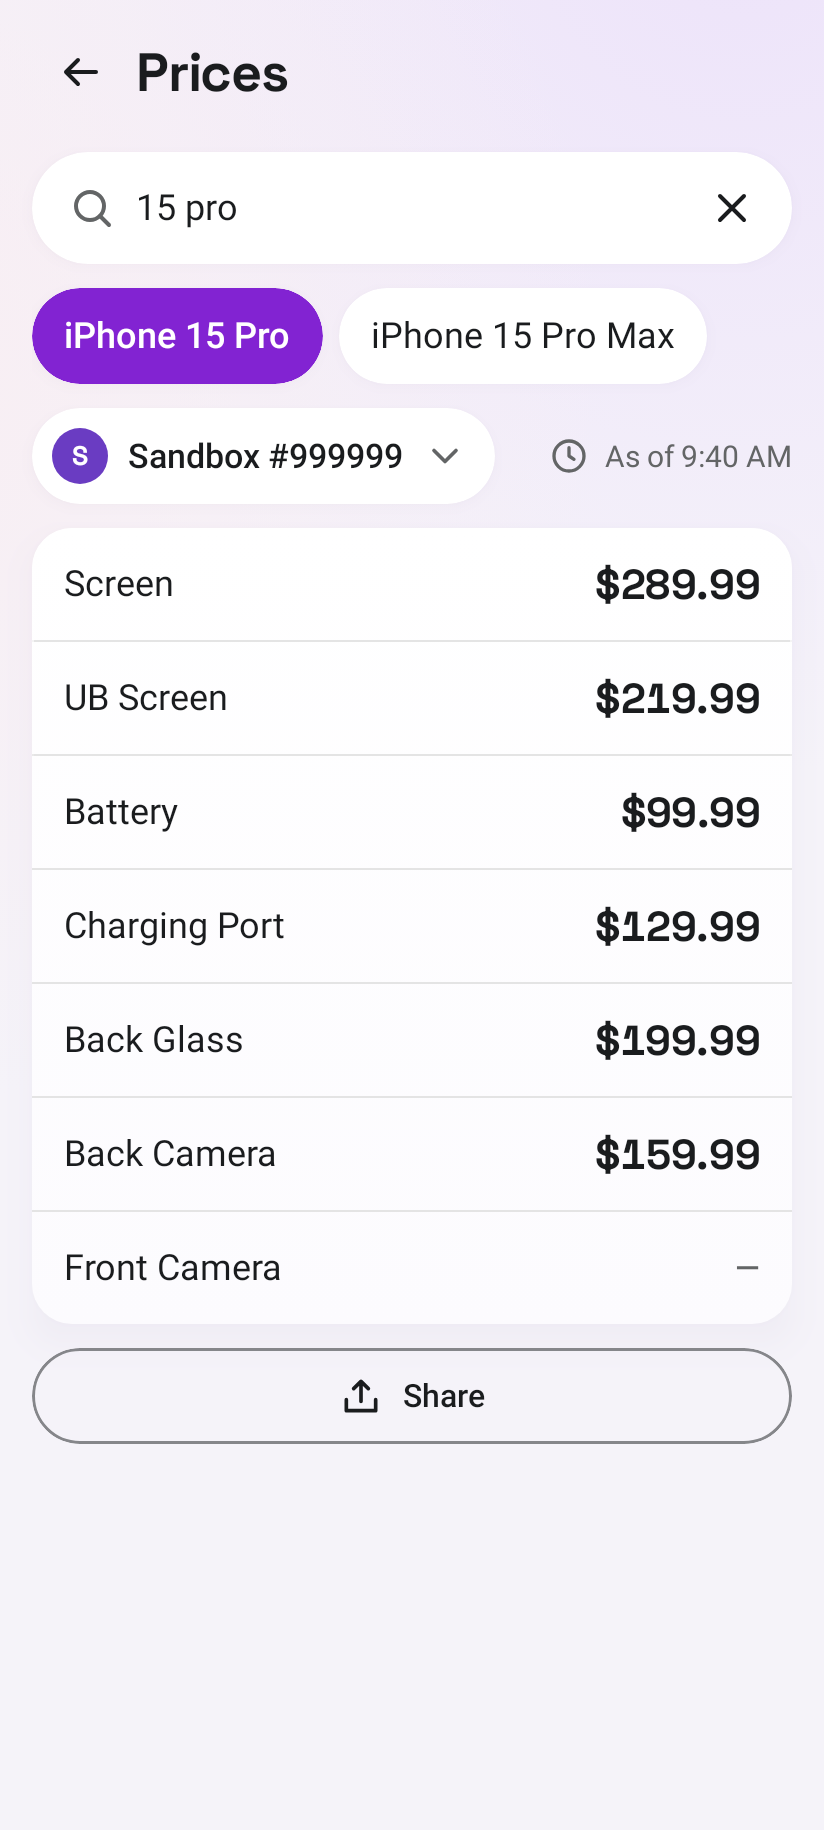 Prices
15 pro
iPhone 15 Pro
iPhone 15 Pro Max
S
Sandbox #999999
As of 9:40 AM
Screen $289.99
UB Screen $219.99
Battery $99.99
Charging Port $129.99
Back Glass $199.99
Back Camera $159.99
Front Camera –
Share